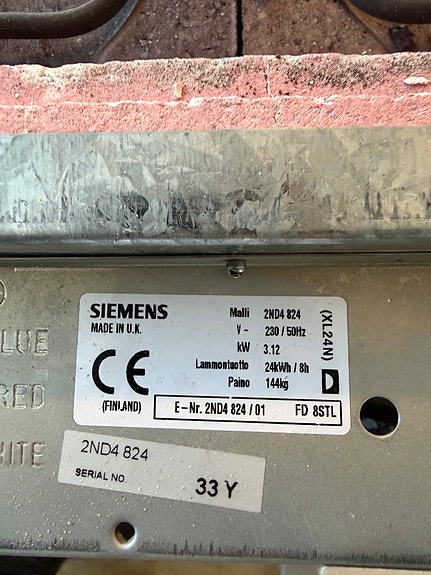 SIEMENS
MADE IN U.K.
CE
(FINLAND)
Malli 2ND4 824
V~ 230 / 50Hz
kW 3.12
Lammontuotto 24kWh / 8h
Paino 144kg
(XL24N)
D
E-Nr. 2ND4 824 / 01 FD 8STL
LUE
RED
HITE
2ND4 824
SERIAL NO. 33 Y